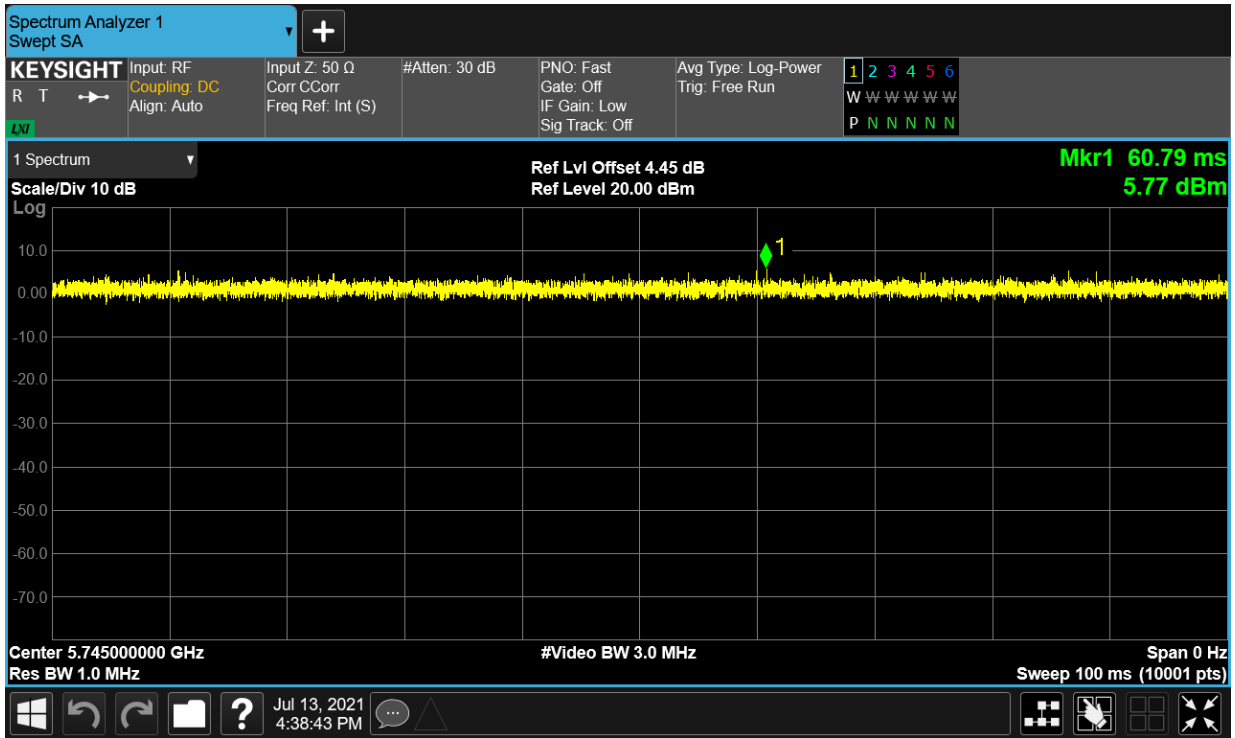 Spectrum Analyzer 1
Swept SA
KEYSIGHT
R T
LXI
Input: RF
Coupling: DC
Align: Auto
Input Z: 50 Ω
Corr CCorr
Freq Ref: Int (S)
#Atten: 30 dB
PNO: Fast
Gate: Off
IF Gain: Low
Sig Track: Off
Avg Type: Log-Power
Trig: Free Run
1 2 3 4 5 6
W W W W W W
P N N N N N
1 Spectrum
Scale/Div 10 dB
Log
Ref Lvl Offset 4.45 dB
Ref Level 20.00 dBm
Mkr1 60.79 ms
5.77 dBm
1
10.0
0.00
-10.0
-20.0
-30.0
-40.0
-50.0
-60.0
-70.0
Center 5.745000000 GHz
Res BW 1.0 MHz
#Video BW 3.0 MHz
Span 0 Hz
Sweep 100 ms (10001 pts)
?
Jul 13, 2021
4:38:43 PM